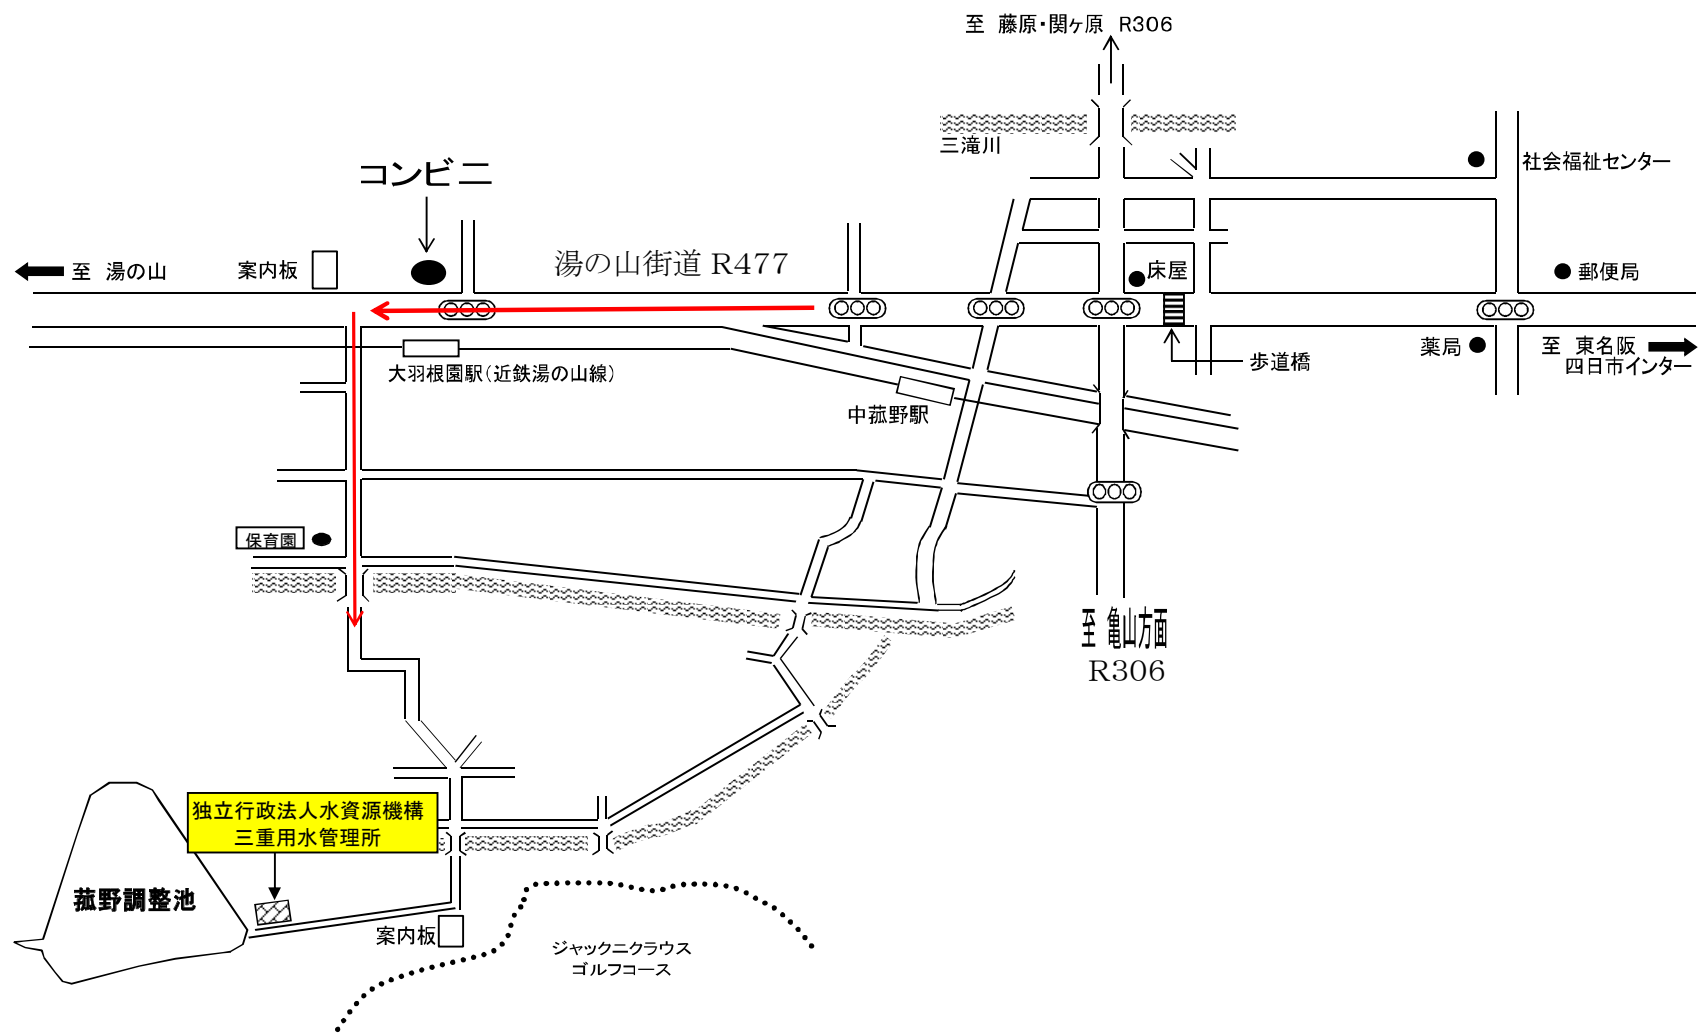 至 藤原・関ヶ原 R306
三滝川
社会福祉センター
コンビニ
至 湯の山
案内板
湯の山街道 R477
床屋
郵便局
薬局
至 東名阪
四日市インター
歩道橋
大羽根園駅（近鉄湯の山線）
中菰野駅
保育園
至 亀山方面
R306
独立行政法人水資源機構
三重用水管理所
菰野調整池
案内板
ジャックニクラウス
ゴルフコース